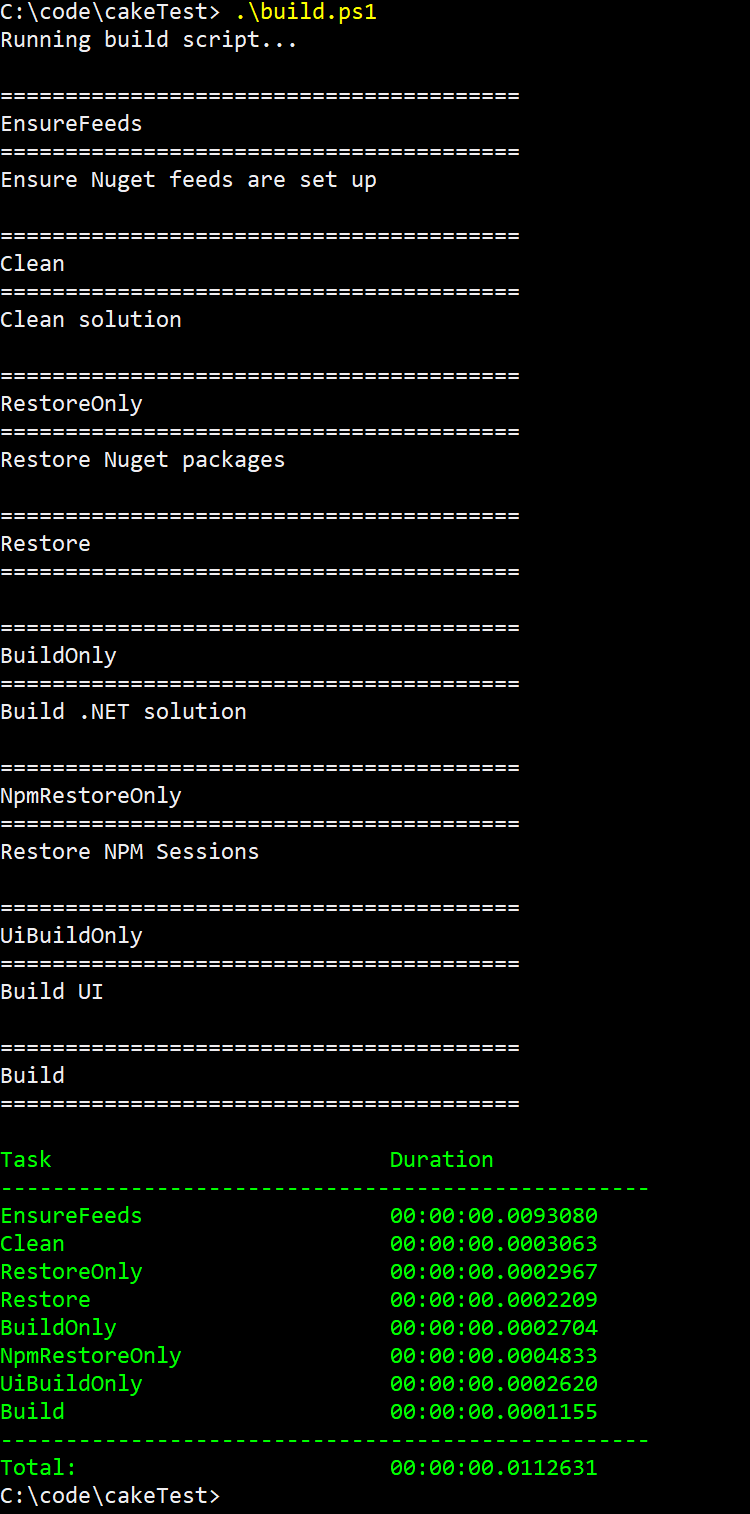 C:\code\cakeTest> .\build.ps1
Running build script...
========================================
EnsureFeeds
========================================
Ensure Nuget feeds are set up
========================================
Clean
========================================
Clean solution
========================================
RestoreOnly
========================================
Restore Nuget packages
========================================
Restore
========================================
========================================
BuildOnly
========================================
Build .NET solution
========================================
NpmRestoreOnly
========================================
Restore NPM Sessions
========================================
UiBuildOnly
========================================
Build UI
========================================
Build
========================================
Task                          Duration
--------------------------------------------------
EnsureFeeds                   00:00:00.0093080
Clean                         00:00:00.0003063
RestoreOnly                   00:00:00.0002967
Restore                       00:00:00.0002209
BuildOnly                     00:00:00.0002704
NpmRestoreOnly                00:00:00.0004833
UiBuildOnly                   00:00:00.0002620
Build                         00:00:00.0001155
--------------------------------------------------
Total:                        00:00:00.0112631
C:\code\cakeTest>